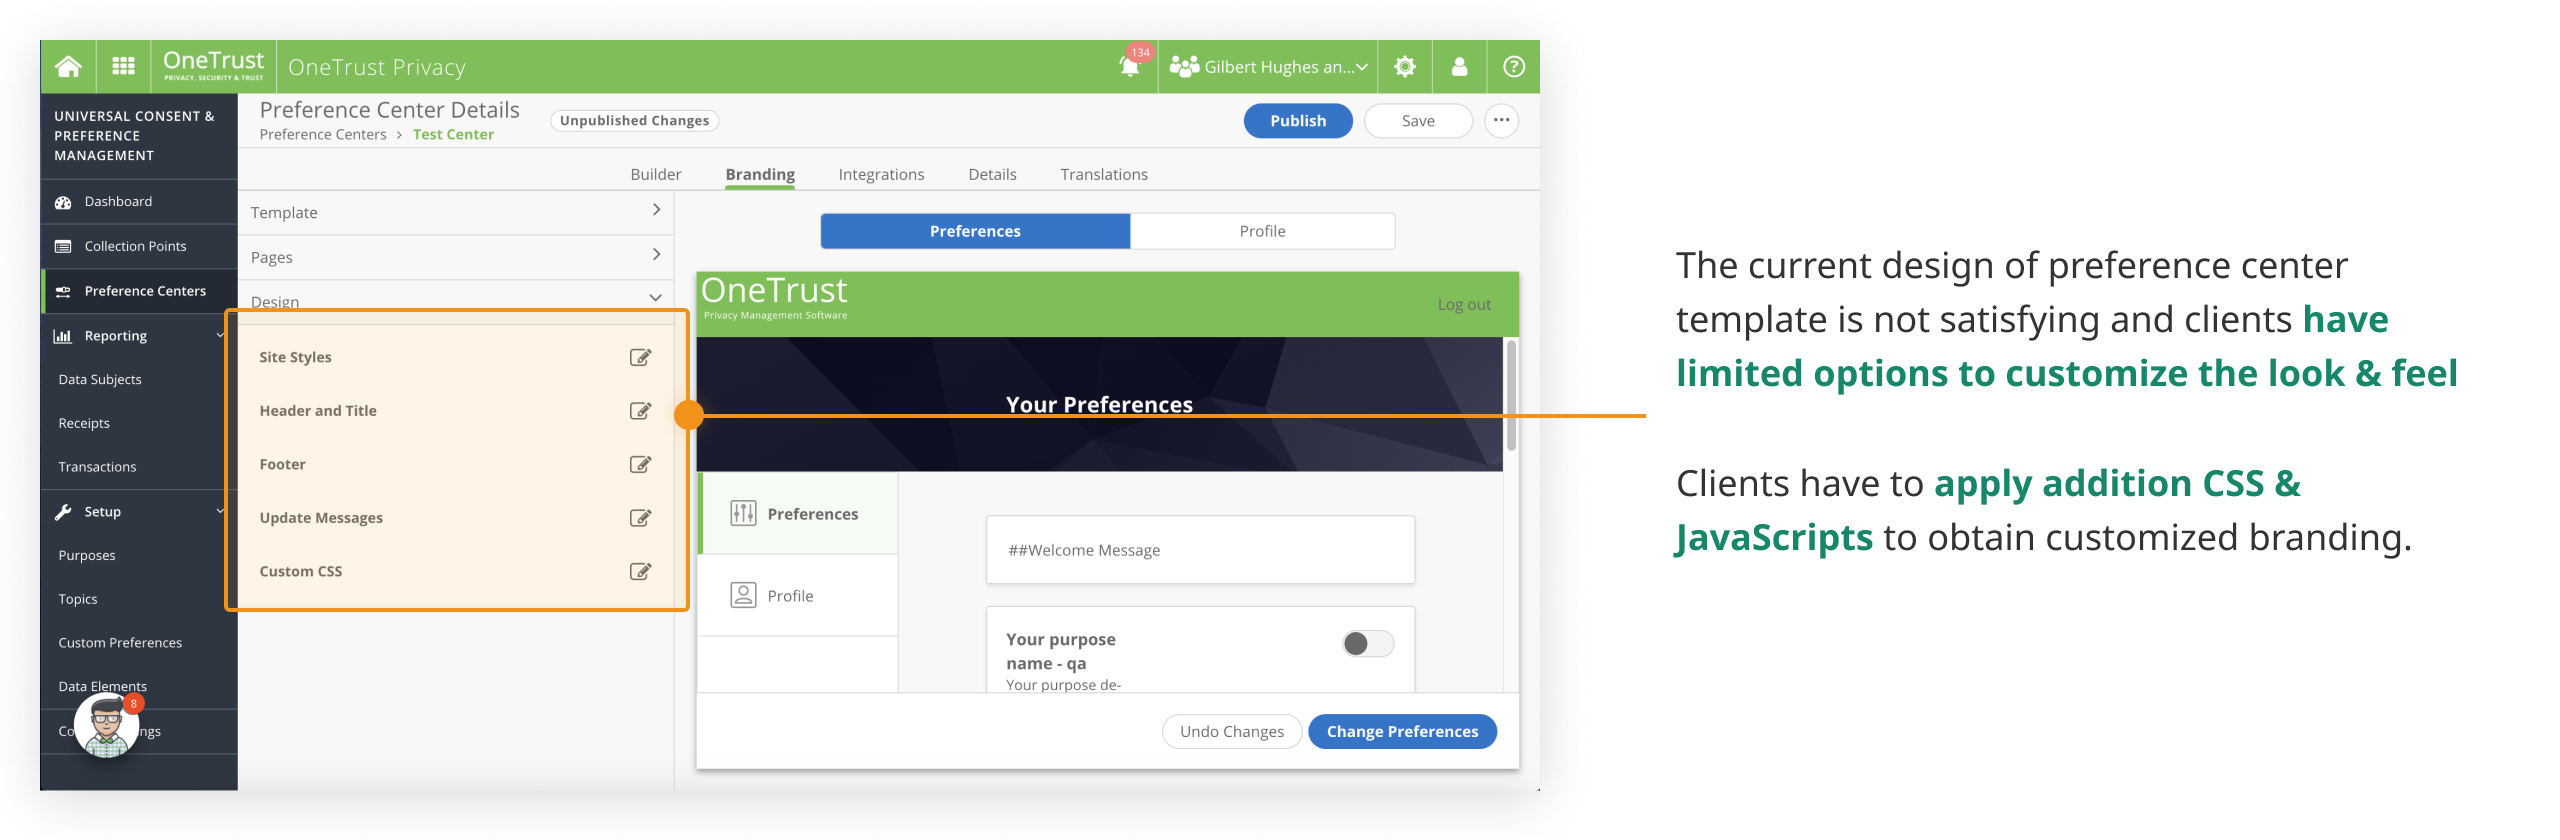 OneTrust
PRIVACY, SECURITY & TRUST
OneTrust Privacy
134
Gilbert Hughes an...
UNIVERSAL CONSENT &
PREFERENCE
MANAGEMENT
Dashboard
Collection Points
Preference Centers
Reporting
Data Subjects
Receipts
Transactions
Setup
Purposes
Topics
Custom Preferences
Data Elements
8
Preference Center Details
Preference Centers > Test Center
Unpublished Changes
Publish
Save
Builder
Branding
Integrations
Details
Translations
Template
Pages
Design
Site Styles
Header and Title
Footer
Update Messages
Custom CSS
Preferences
Profile
OneTrust
Privacy Management Software
Log out
Your Preferences
Preferences
Profile
##Welcome Message
Your purpose
name - qa
Your purpose de-
Undo Changes
Change Preferences
The current design of preference center
template is not satisfying and clients have
limited options to customize the look & feel
Clients have to apply addition CSS &
JavaScripts to obtain customized branding.